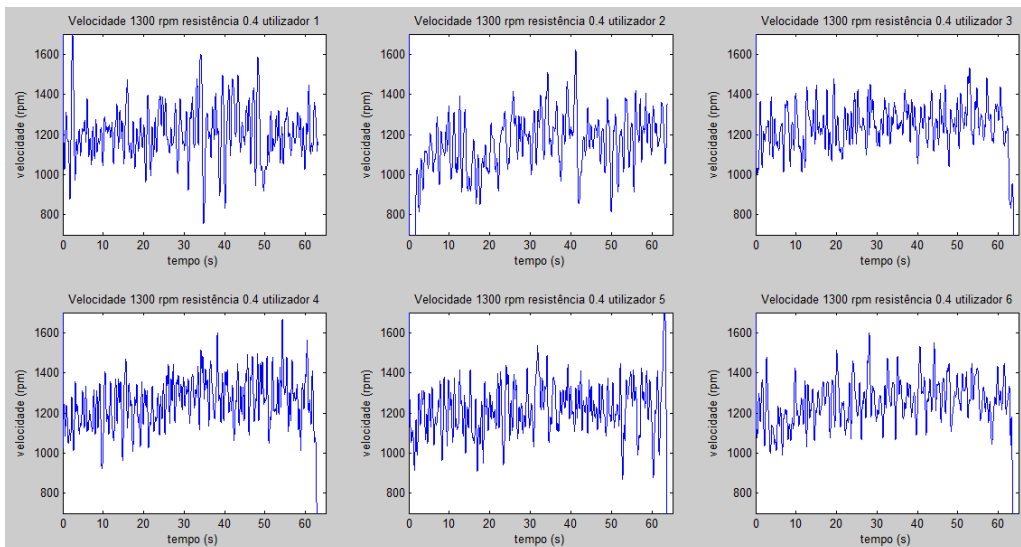 Velocidade 1300 rpm resistência 0.4 utilizador 1
1600
1400
1200
1000
800
velocidade (rpm)
0 10 20 30 40 50 60
tempo (s)
Velocidade 1300 rpm resistência 0.4 utilizador 2
1600
1400
1200
1000
800
velocidade (rpm)
0 10 20 30 40 50 60
tempo (s)
Velocidade 1300 rpm resistência 0.4 utilizador 3
1600
1400
1200
1000
800
velocidade (rpm)
0 10 20 30 40 50 60
tempo (s)
Velocidade 1300 rpm resistência 0.4 utilizador 4
1600
1400
1200
1000
800
velocidade (rpm)
0 10 20 30 40 50 60
tempo (s)
Velocidade 1300 rpm resistência 0.4 utilizador 5
1600
1400
1200
1000
800
velocidade (rpm)
0 10 20 30 40 50 60
tempo (s)
Velocidade 1300 rpm resistência 0.4 utilizador 6
1600
1400
1200
1000
800
velocidade (rpm)
0 10 20 30 40 50 60
tempo (s)